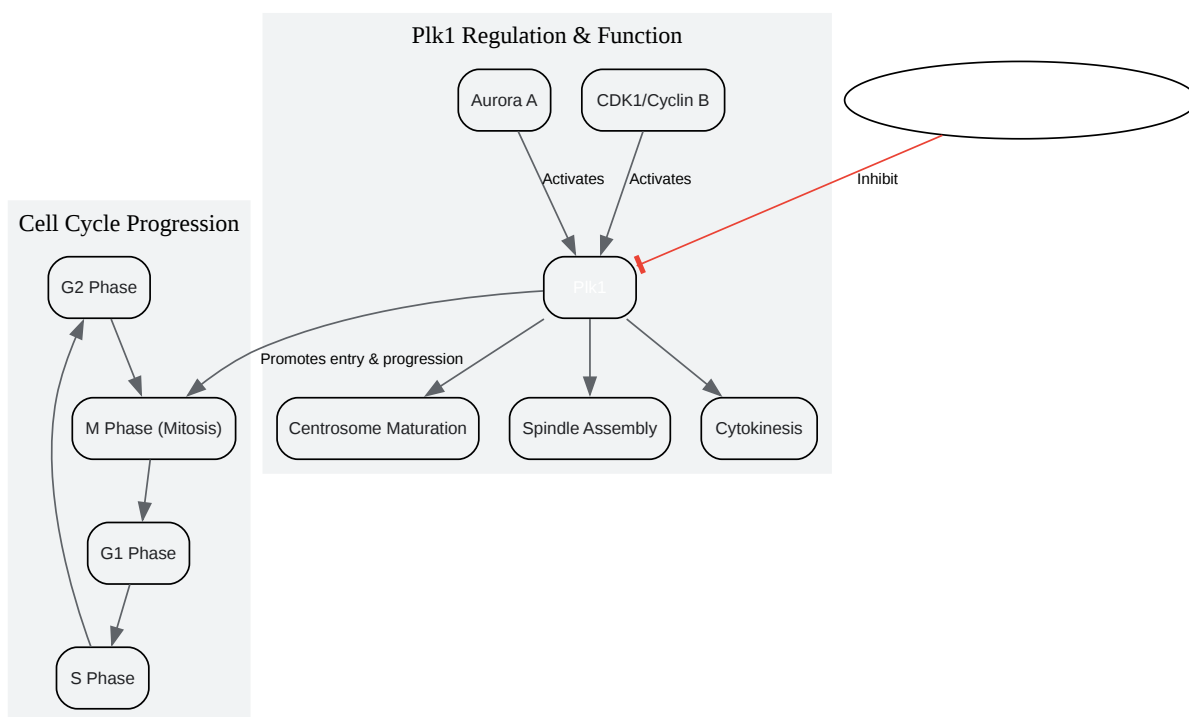 Plk1 Regulation & Function
Aurora A
CDK1/Cyclin B
Activates
Activates
Inhibit
Cell Cycle Progression
G2 Phase
Plk1
Promotes entry & progression
M Phase (Mitosis)
Centrosome Maturation
Spindle Assembly
Cytokinesis
G1 Phase
S Phase